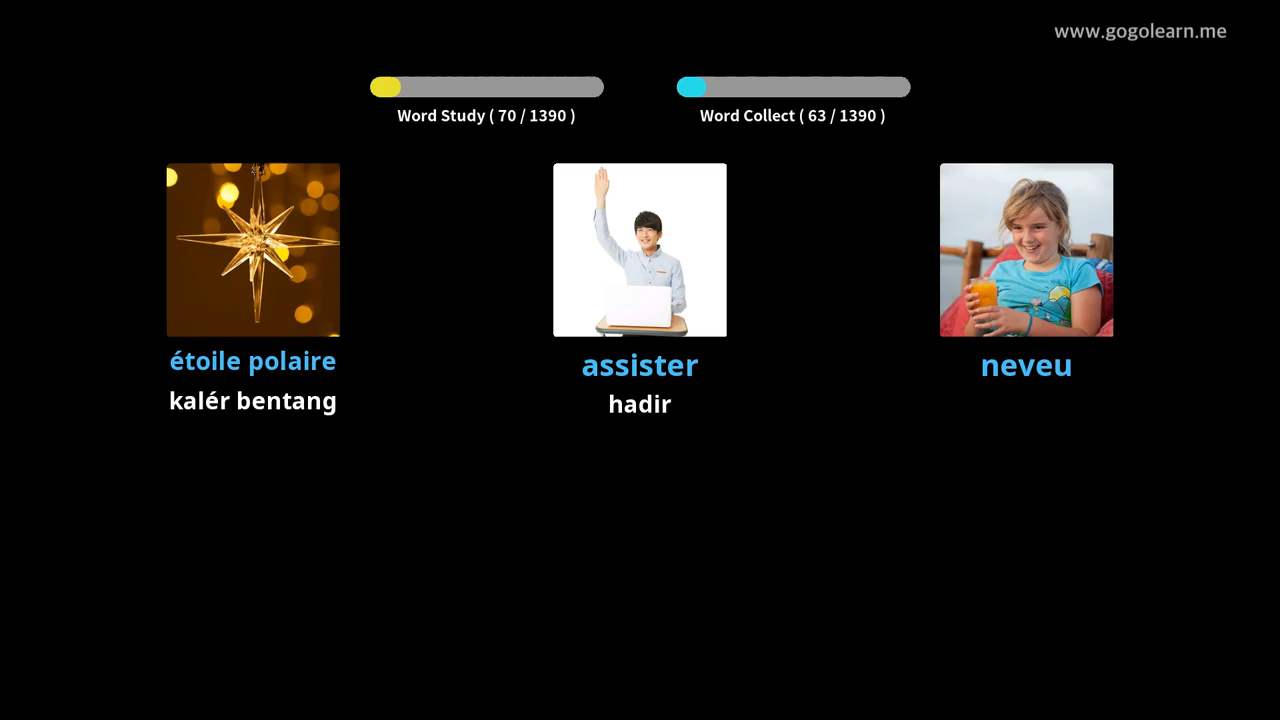 www.gogolearn.me
Word Study ( 70 / 1390 )
Word Collect ( 63 / 1390 )
étoile polaire
assister
neveu
kalér bentang
hadir